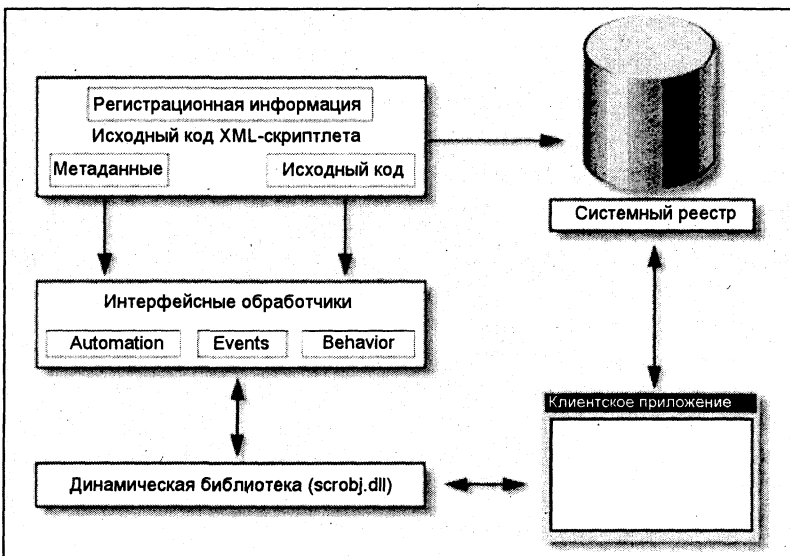 Регистрационная информация
Исходный код XML-скриптлета
Метаданные
Исходный код
Системный реестр
Интерфейсные обработчики
Automation
Events
Behavior
Клиентское приложение
Динамическая библиотека (scrobj.dll)